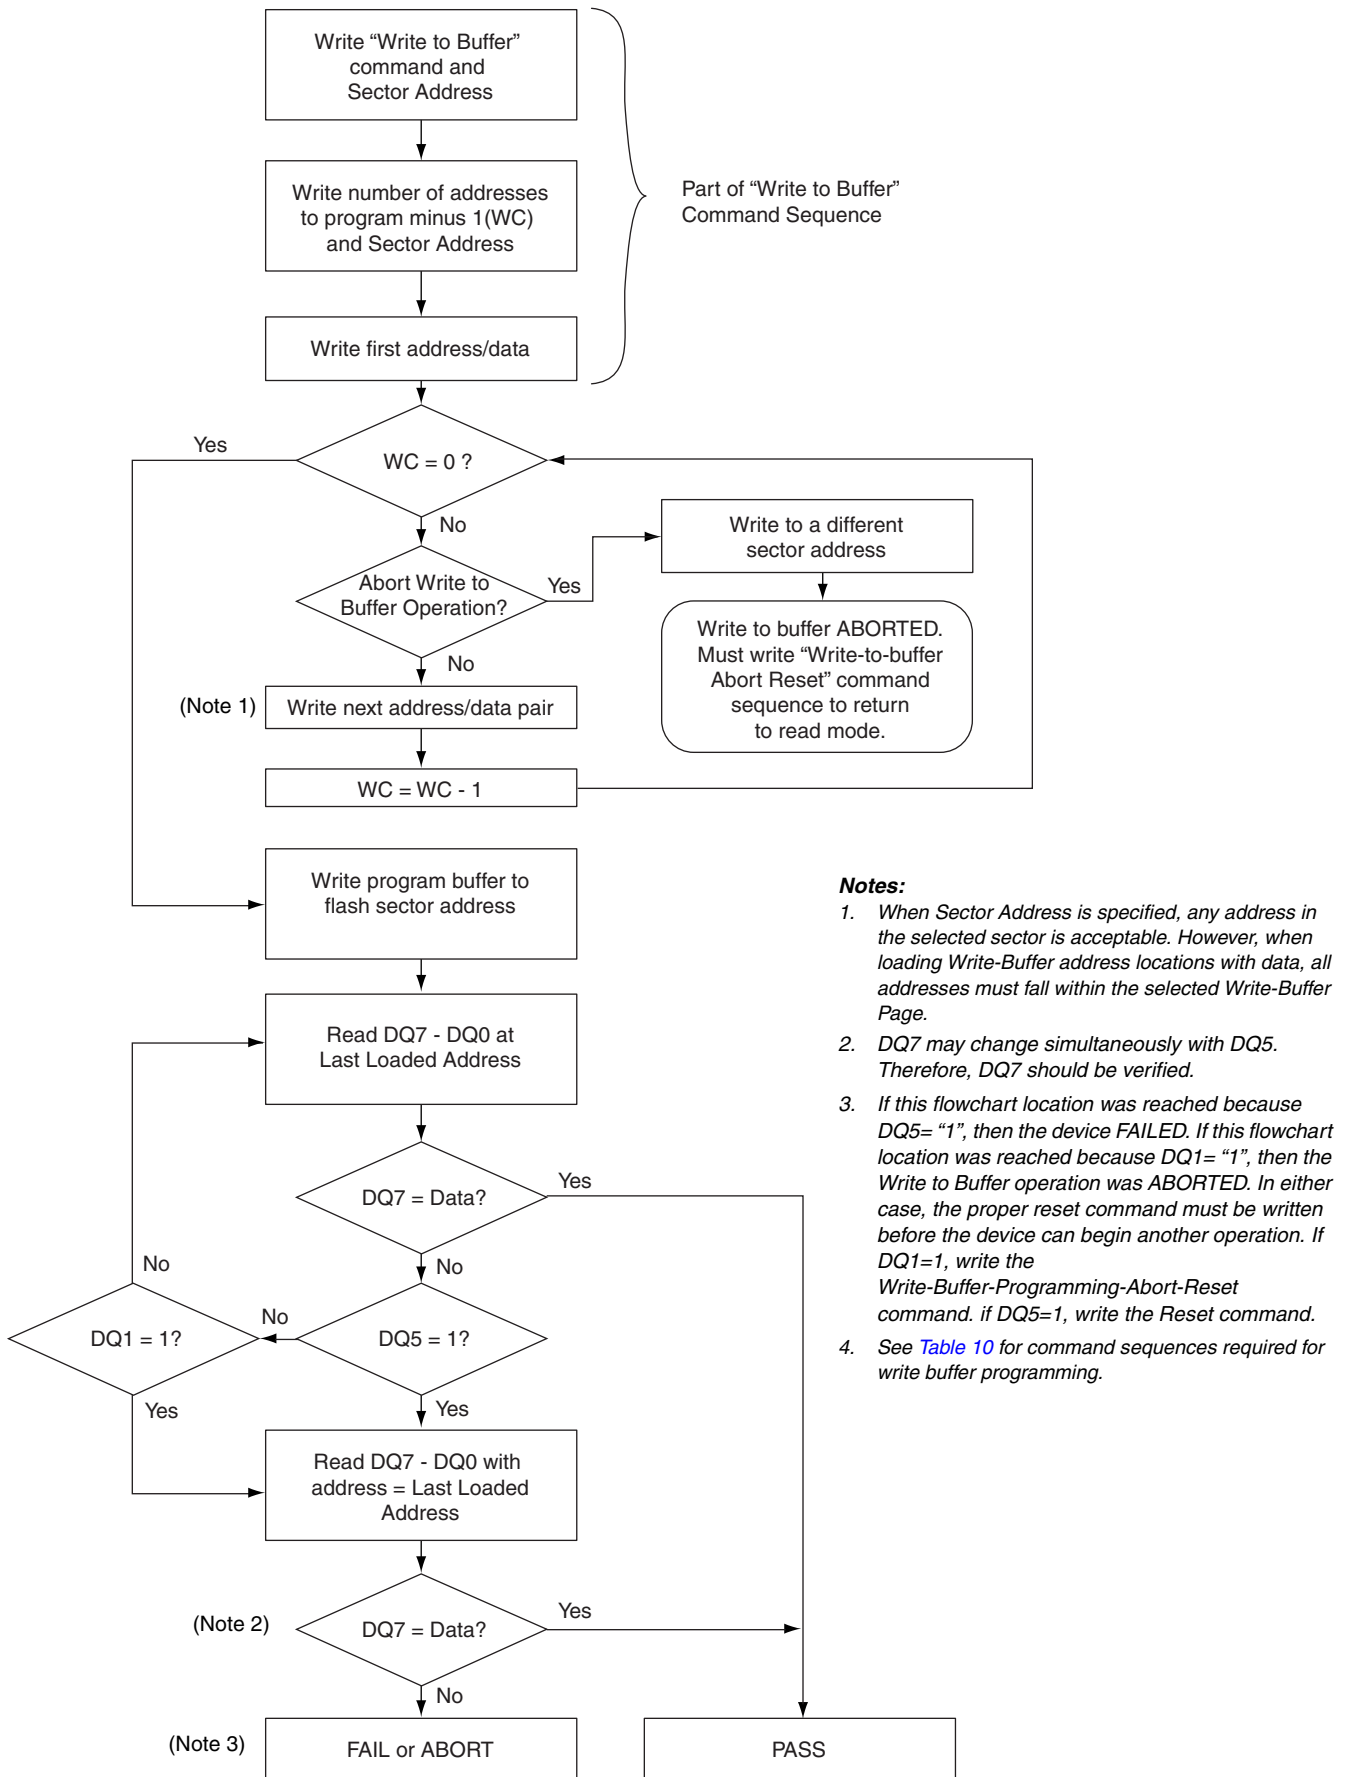 Write “Write to Buffer”
command and
Sector Address
Write number of addresses
to program minus 1(WC)
and Sector Address
Part of “Write to Buffer”
Command Sequence
Write first address/data
Yes
WC = 0 ?
No
Write to a different
sector address
Abort Write to
Buffer Operation?
Yes
Write to buffer ABORTED.
Must write “Write-to-buffer
Abort Reset” command
sequence to return
to read mode.
No
(Note 1)
Write next address/data pair
WC = WC - 1
Write program buffer to
flash sector address
Read DQ7 - DQ0 at
Last Loaded Address
DQ7 = Data?
Yes
No
No
DQ1 = 1?
No
DQ5 = 1?
Yes
Yes
Read DQ7 - DQ0 with
address = Last Loaded
Address
(Note 2)
DQ7 = Data?
Yes
No
(Note 3)
FAIL or ABORT
PASS
Notes:
1. When Sector Address is specified, any address in
the selected sector is acceptable. However, when
loading Write-Buffer address locations with data, all
addresses must fall within the selected Write-Buffer
Page.
2. DQ7 may change simultaneously with DQ5.
Therefore, DQ7 should be verified.
3. If this flowchart location was reached because
DQ5= “1”, then the device FAILED. If this flowchart
location was reached because DQ1= “1”, then the
Write to Buffer operation was ABORTED. In either
case, the proper reset command must be written
before the device can begin another operation. If
DQ1=1, write the
Write-Buffer-Programming-Abort-Reset
command. if DQ5=1, write the Reset command.
4. See Table 10 for command sequences required for
write buffer programming.